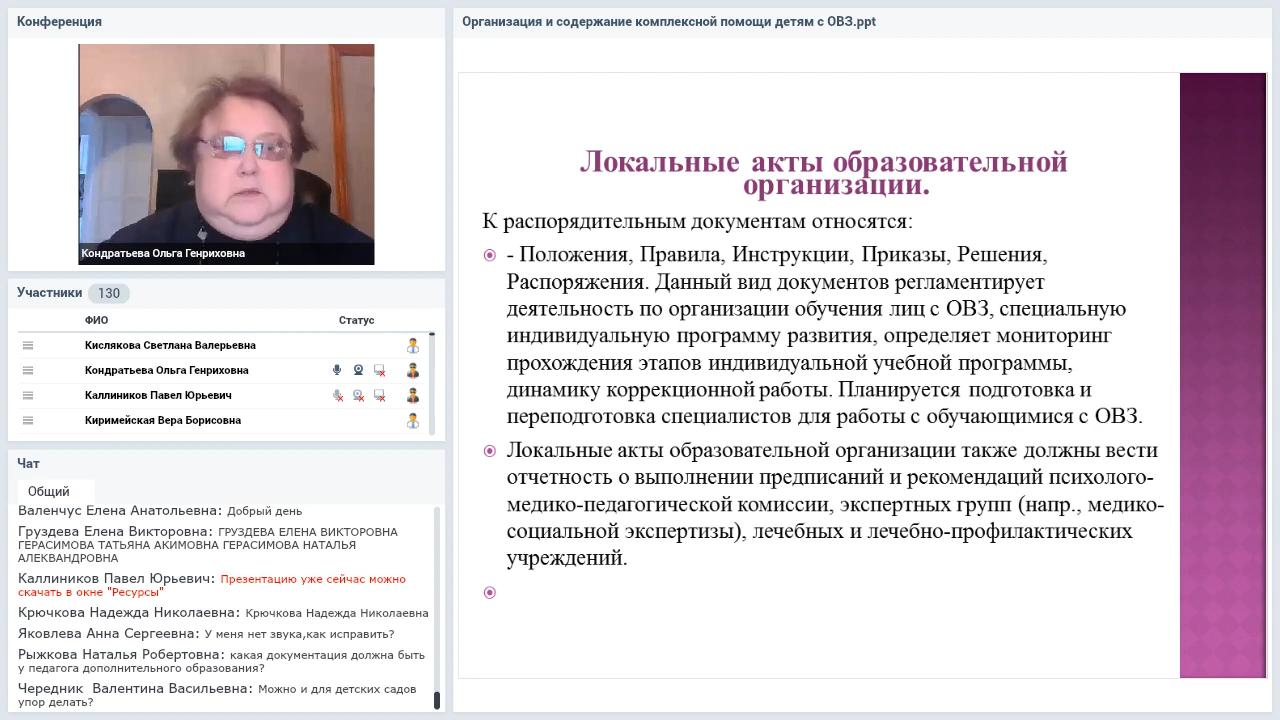 Конференция
Кондратьева Ольга Генриховна
Участники 130
ФИО Статус
Кислякова Светлана Валерьевна
Кондратьева Ольга Генриховна
Каллиников Павел Юрьевич
Киримейская Вера Борисовна
Чат
Общий
Валенчус Елена Анатольевна: Добрый день
Груздева Елена Викторовна: ГРУЗДЕВА ЕЛЕНА ВИКТОРОВНА
ГЕРАСИМОВА ТАТЬЯНА АКИМОВНА ГЕРАСИМОВА НАТАЛЬЯ
АЛЕКВАНДРОВНА
Каллиников Павел Юрьевич: Презентацию уже сейчас можно
скачать в окне "Ресурсы"
Крючкова Надежда Николаевна: Крючкова Надежда Николаевна
Яковлева Анна Сергеевна: У меня нет звука,как исправить?
Рыжкова Наталья Робертовна: какая документация должна быть
у педагога дополнительного образования?
Чередник Валентина Васильевна: Можно и для детских садов
упор делать?
Организация и содержание комплексной помощи детям с ОВЗ.ppt
Локальные акты образовательной
организации.
К распорядительным документам относятся:
- Положения, Правила, Инструкции, Приказы, Решения,
Распоряжения. Данный вид документов регламентирует
деятельность по организации обучения лиц с ОВЗ, специальную
индивидуальную программу развития, определяет мониторинг
прохождения этапов индивидуальной учебной программы,
динамику коррекционной работы. Планируется подготовка и
переподготовка специалистов для работы с обучающимися с ОВЗ.
Локальные акты образовательной организации также должны вести
отчетность о выполнении предписаний и рекомендаций психолого-
медико-педагогической комиссии, экспертных групп (напр., медико-
социальной экспертизы), лечебных и лечебно-профилактических
учреждений.